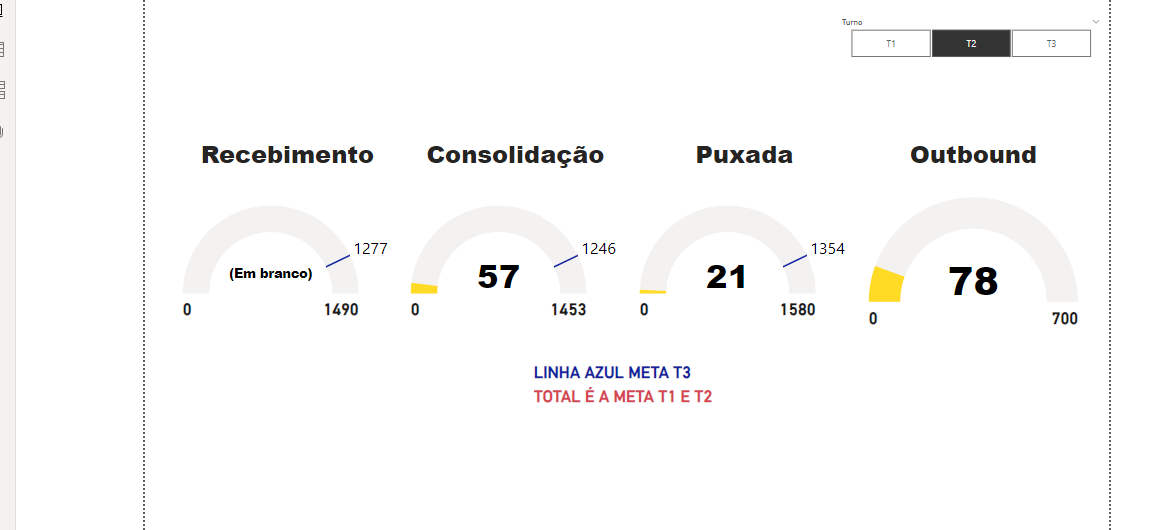 Turno
T1 T2 T3
Recebimento Consolidação Puxada Outbound
1277 1246 1354
(Em branco) 57 21 78
0 1490 0 1453 0 1580 0 700
LINHA AZUL META T3
TOTAL É A META T1 E T2